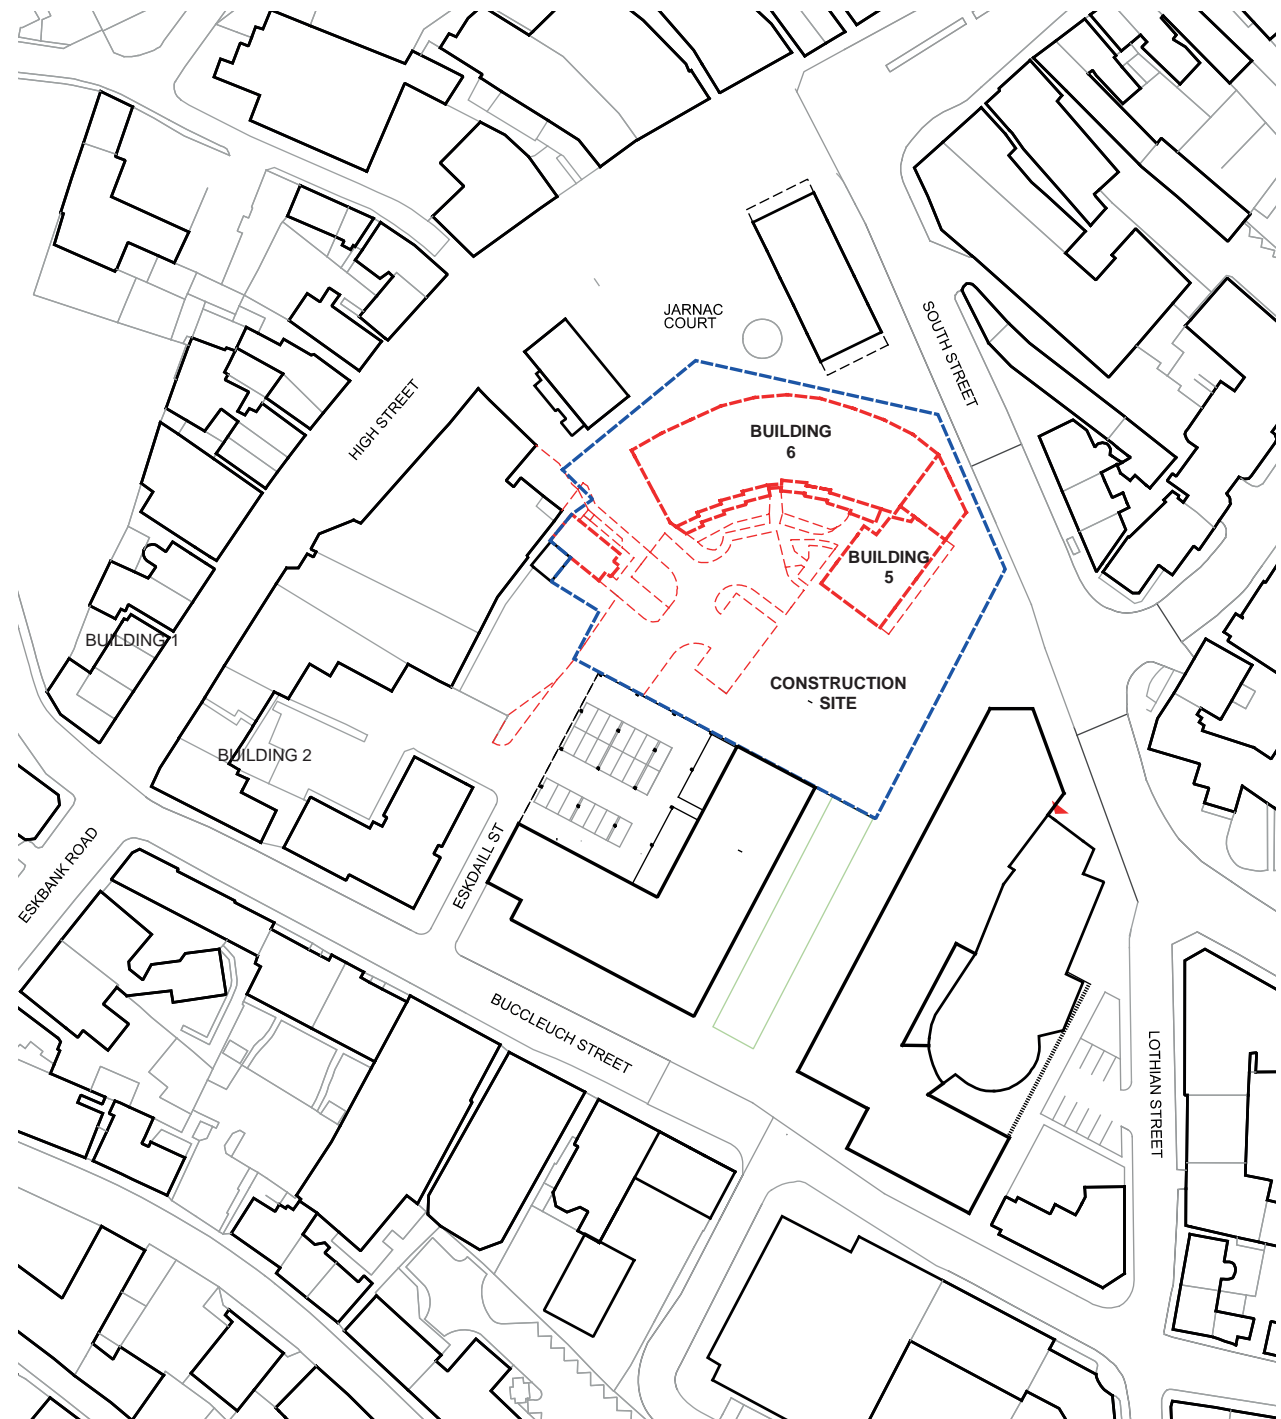 JARNAC
COURT
SOUTH STREET
HIGH STREET
BUILDING
6
BUILDING
5
BUILDING 1
CONSTRUCTION
SITE
BUILDING 2
ESKBANK ROAD
ESKDAILL ST
BUCCLEUCH STREET
LOTHIAN STREET